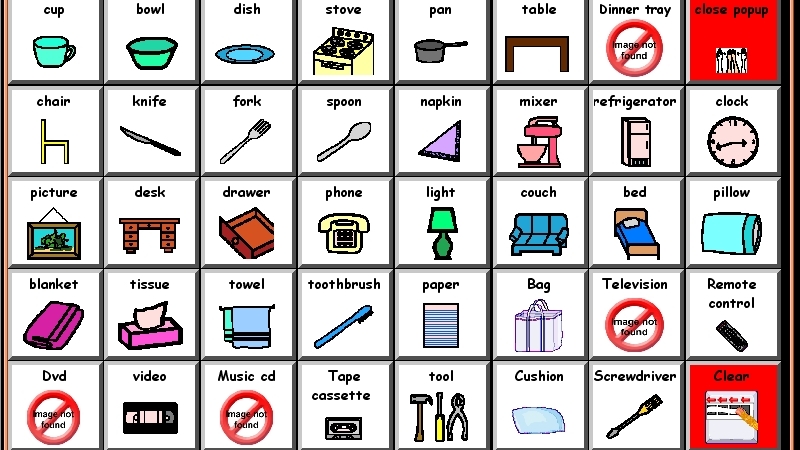 cup
bowl
dish
stove
pan
table
Dinner tray
Image not
found
close popup
chair
knife
fork
spoon
napkin
mixer
refrigerator
clock
picture
desk
drawer
phone
light
couch
bed
pillow
blanket
tissue
towel
toothbrush
paper
Bag
Television
Image not
found
Remote
control
Dvd
Image not
found
video
Music cd
Image not
found
Tape
cassette
tool
Cushion
Screwdriver
Clear